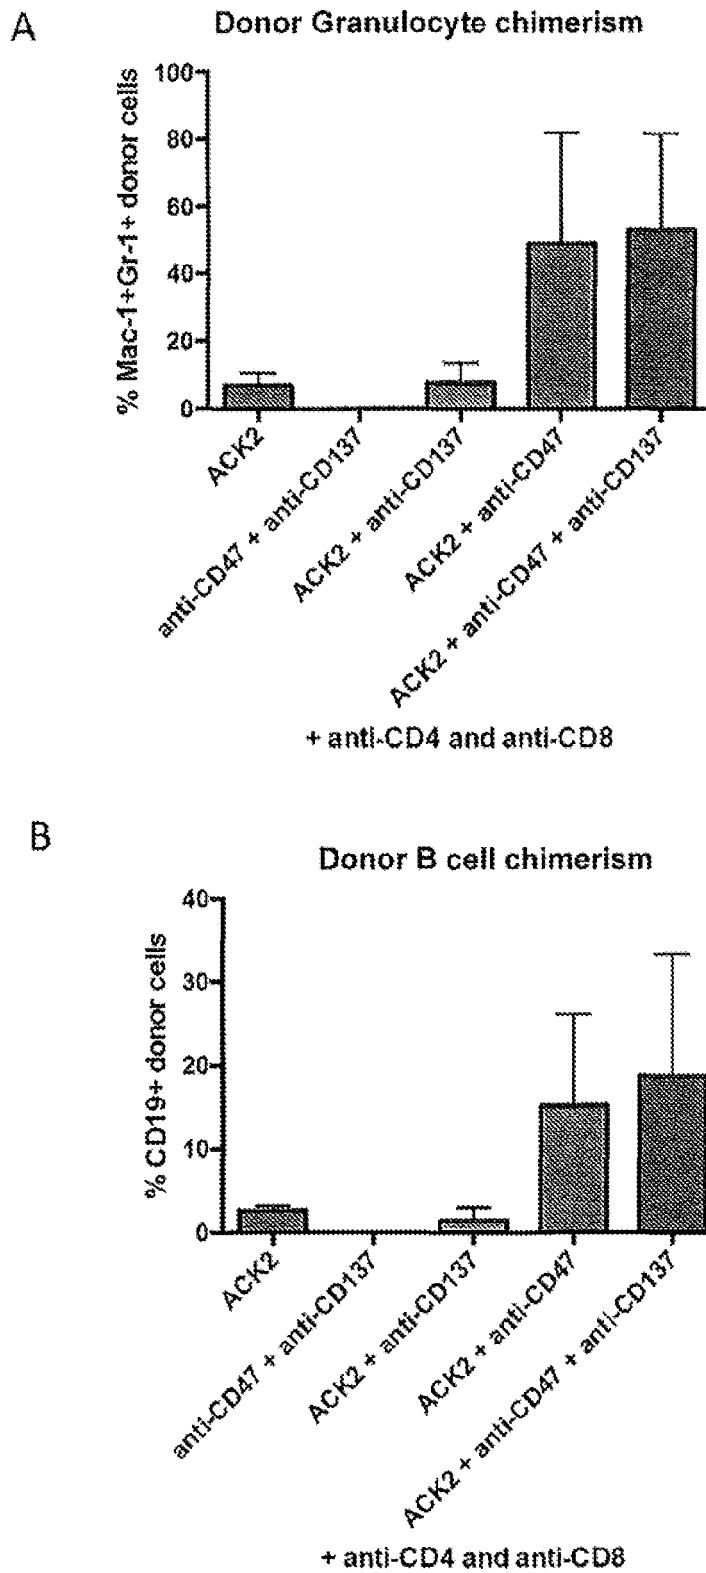 A
Donor Granulocyte chimerism
% Mac-1+Gr-1+ donor cells
100
80
60
40
20
0
ACK2
anti-CD47 + anti-CD137
ACK2 + anti-CD137
ACK2 + anti-CD47
ACK2 + anti-CD47 + anti-CD137
+ anti-CD4 and anti-CD8
B
Donor B cell chimerism
% CD19+ donor cells
40
30
20
10
0
ACK2
anti-CD47 + anti-CD137
ACK2 + anti-CD137
ACK2 + anti-CD47
ACK2 + anti-CD47 + anti-CD137
+ anti-CD4 and anti-CD8